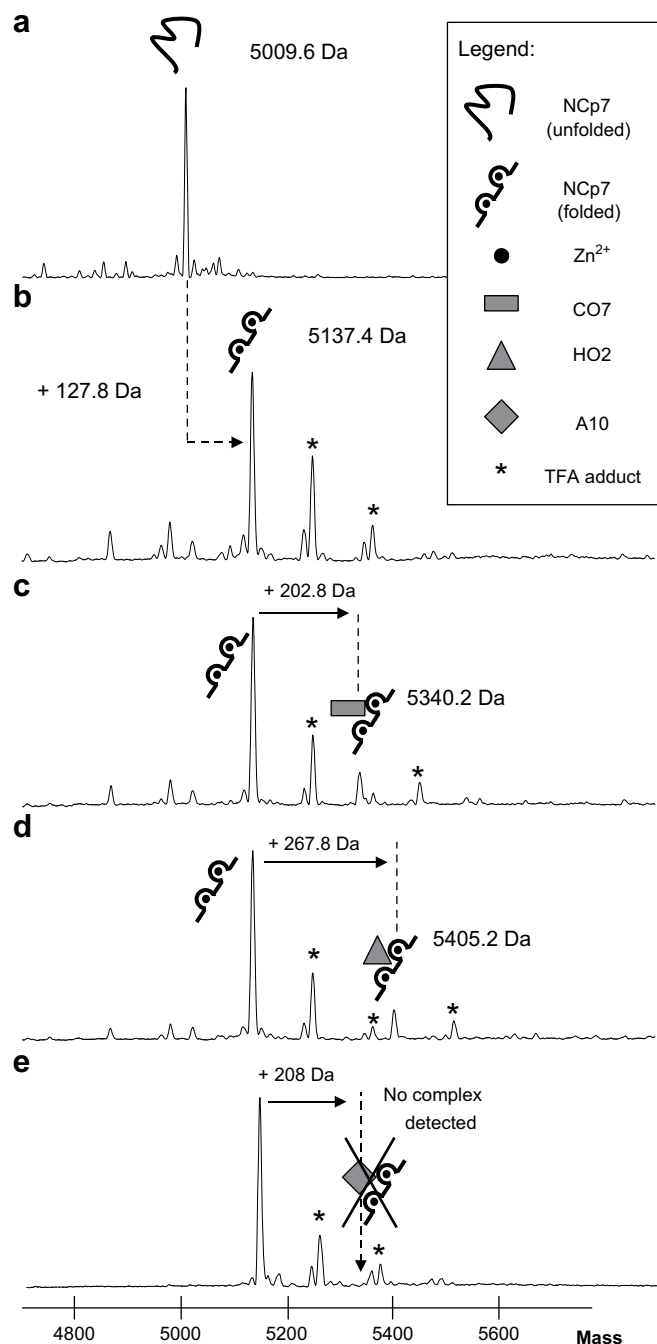 a
5009.6 Da
Legend:
NCp7
(unfolded)
NCp7
(folded)
Zn²⁺
CO7
HO2
A10
* TFA adduct
b
5137.4 Da
+ 127.8 Da
*
*
c
+ 202.8 Da
5340.2 Da
*
*
d
+ 267.8 Da
5405.2 Da
*
*
*
e
+ 208 Da
No complex
detected
*
*
4800 5000 5200 5400 5600 Mass